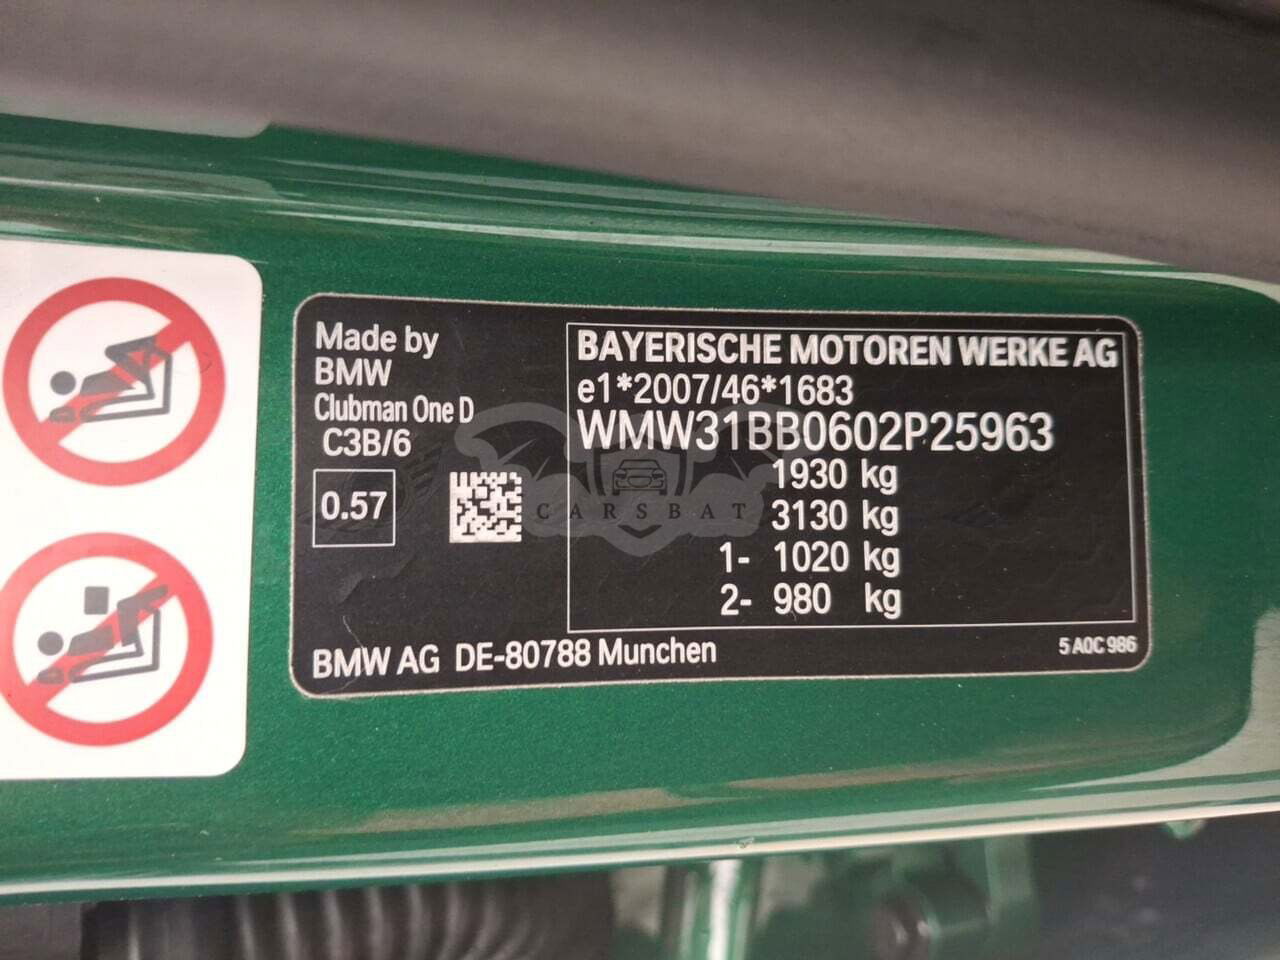 Made by
BMW
Clubman One D
C3B/6
0.57
BAYERISCHE MOTOREN WERKE AG
e1*2007/46*1683
WMW31BB0602P25963
1930 kg
3130 kg
1- 1020 kg
2- 980 kg
CARSBAT
BMW AG DE-80788 Munchen
5 A0C 986